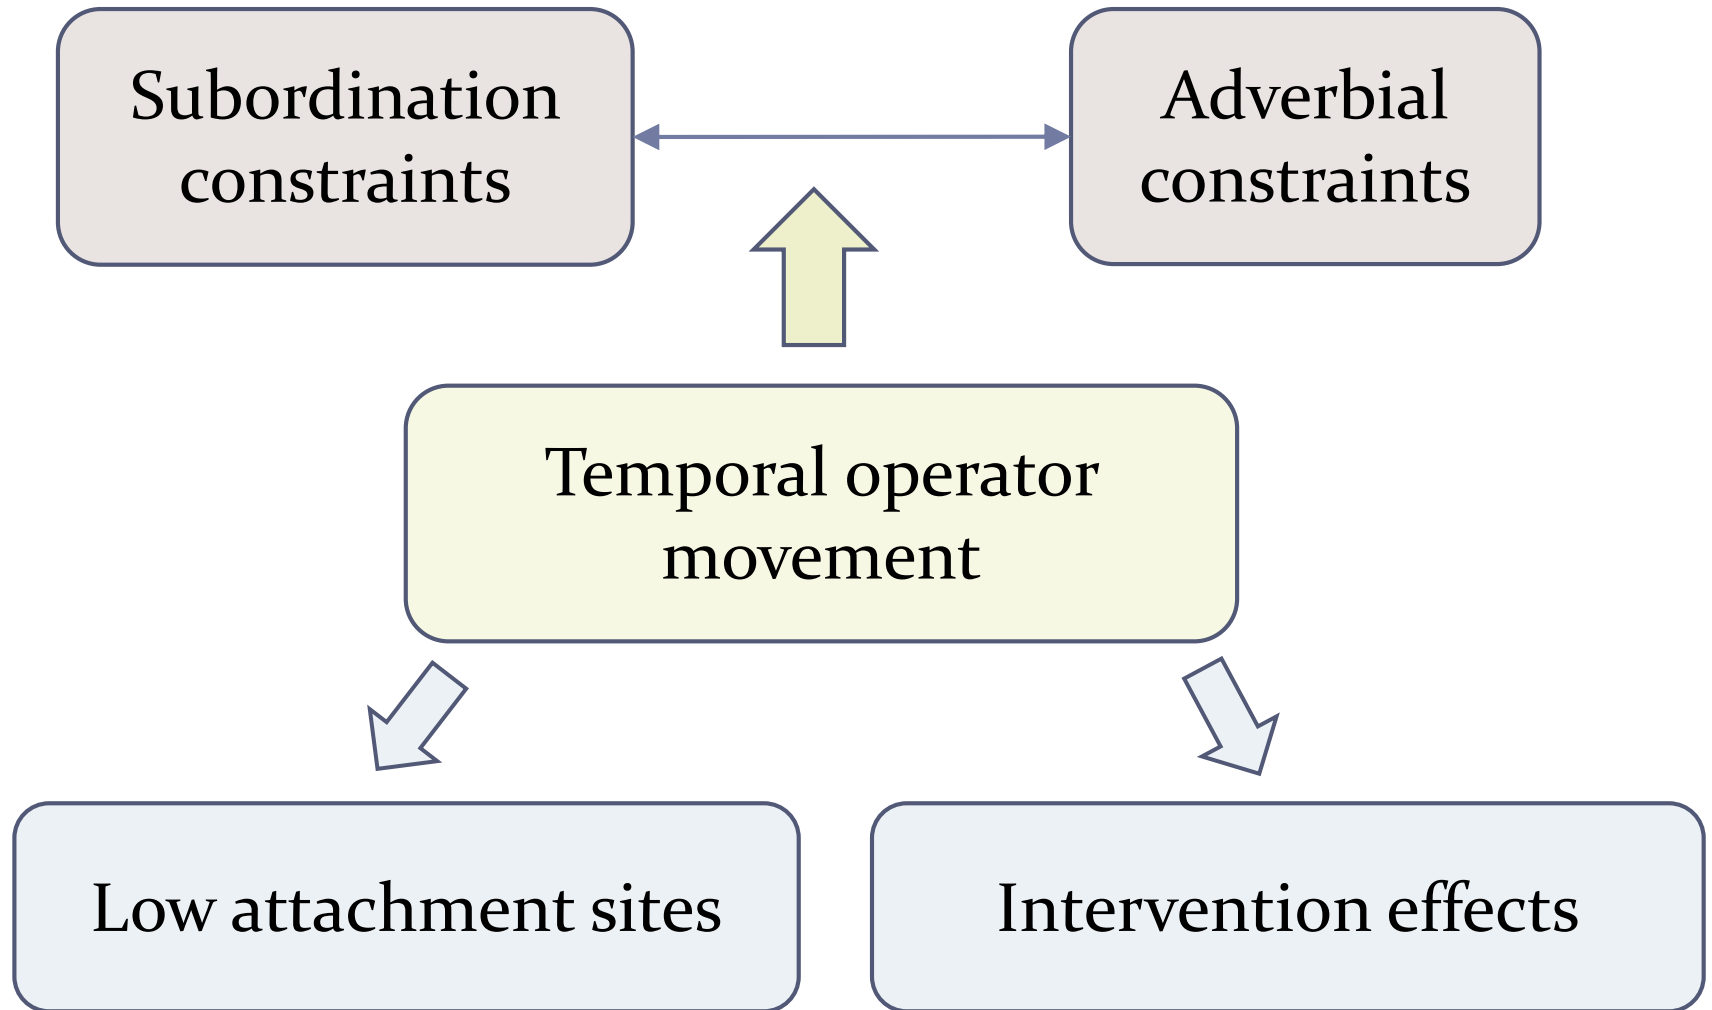 Subordination
constraints
Adverbial
constraints
Temporal operator
movement
Low attachment sites
Intervention effects